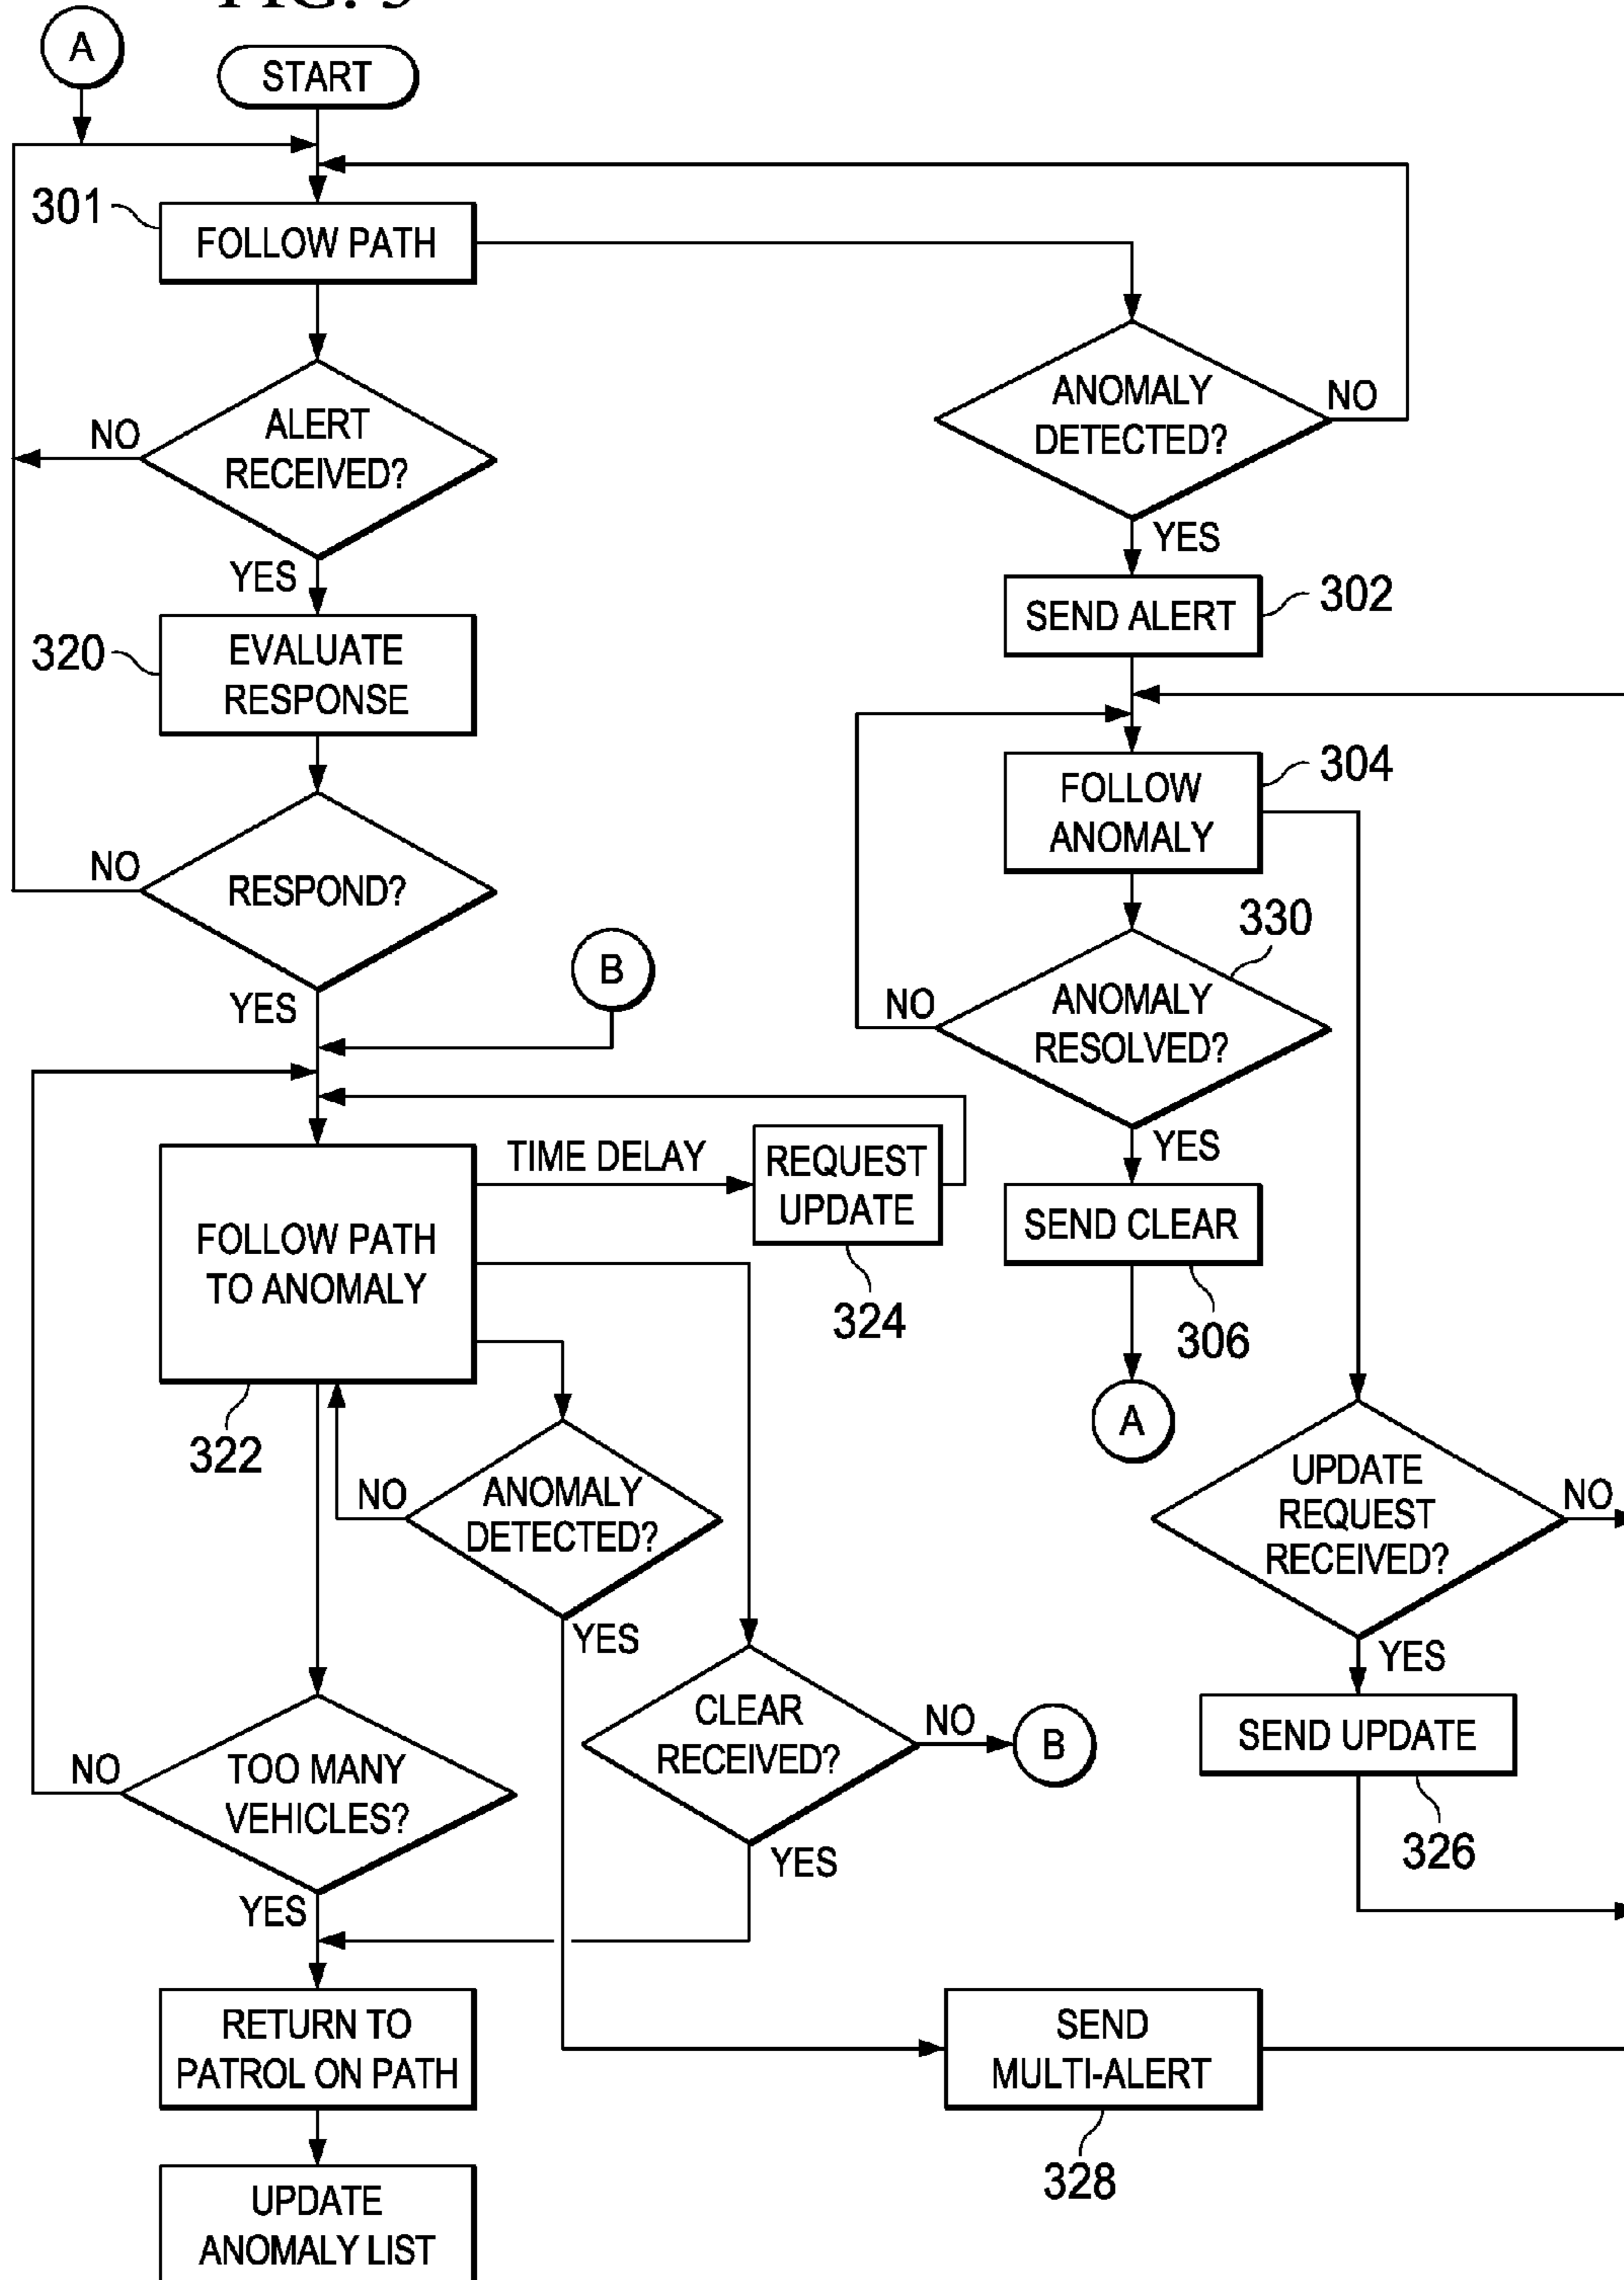 A
START
301
FOLLOW PATH
ALERT
RECEIVED?
NO
YES
ANOMALY
DETECTED?
NO
YES
SEND ALERT
302
320
EVALUATE
RESPONSE
FOLLOW
ANOMALY
304
RESPOND?
NO
YES
B
330
ANOMALY
RESOLVED?
NO
YES
TIME DELAY
REQUEST
UPDATE
324
FOLLOW PATH
TO ANOMALY
322
SEND CLEAR
306
A
ANOMALY
DETECTED?
NO
YES
UPDATE
REQUEST
RECEIVED?
NO
YES
CLEAR
RECEIVED?
NO
B
YES
SEND UPDATE
326
TOO MANY
VEHICLES?
NO
YES
RETURN TO
PATROL ON PATH
SEND
MULTI-ALERT
328
UPDATE
ANOMALY LIST